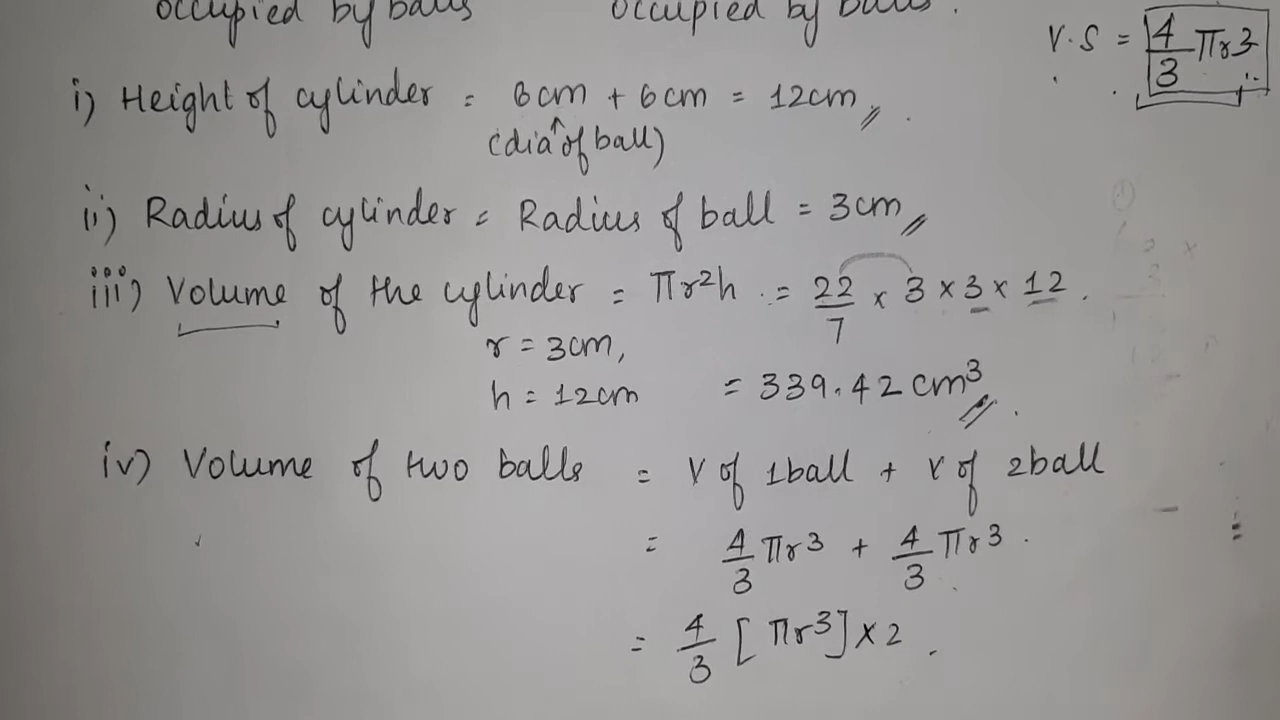 occupied by balls occupied by balls.
V.S = 4/3 πr3
i) Height of cylinder = 6cm + 6cm = 12cm
(dia of ball)
ii) Radius of cylinder = Radius of ball = 3cm
iii) Volume of the cylinder = πr²h = 22/7 x 3 x 3 x 12.
r = 3cm,
h = 12cm = 339.42 cm³
iv) Volume of two balls = V of 1ball + V of 2ball
= 4/3 πr³ + 4/3 πr³.
= 4/3 [πr³] x 2.